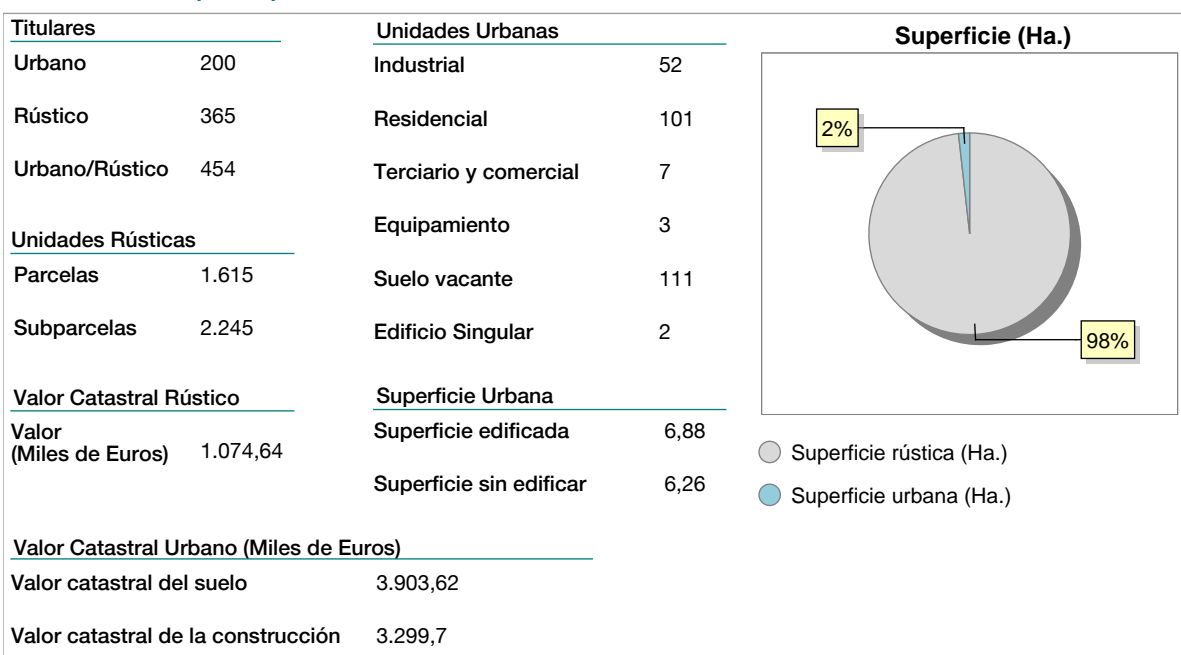 Titulares
Urbano 200
Rústico 365
Urbano/Rústico 454
Unidades Rústicas
Parcelas 1.615
Subparcelas 2.245
Valor Catastral Rústico
Valor
(Miles de Euros) 1.074,64
Unidades Urbanas
Industrial 52
Residencial 101
Terciario y comercial 7
Equipamiento 3
Suelo vacante 111
Edificio Singular 2
Superficie Urbana
Superficie edificada 6,88
Superficie sin edificar 6,26
Valor Catastral Urbano (Miles de Euros)
Valor catastral del suelo 3.903,62
Valor catastral de la construcción 3.299,7
Superficie (Ha.)
2%
98%
Superficie rústica (Ha.)
Superficie urbana (Ha.)